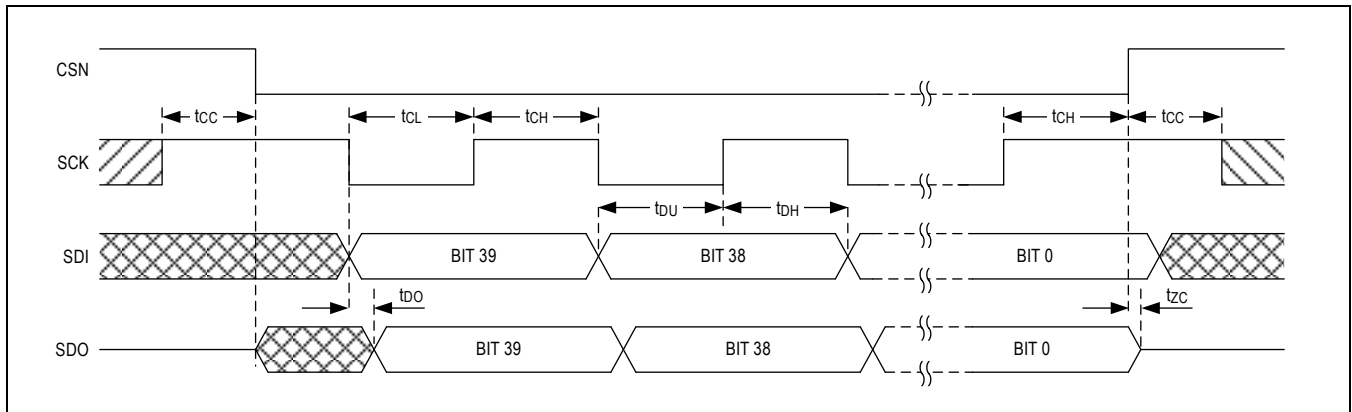 CSN
tCC tCL tCH tCH tCC
SCK
tDU tDH
SDI BIT 39 BIT 38 BIT 0
tDO tZC
SDO BIT 39 BIT 38 BIT 0